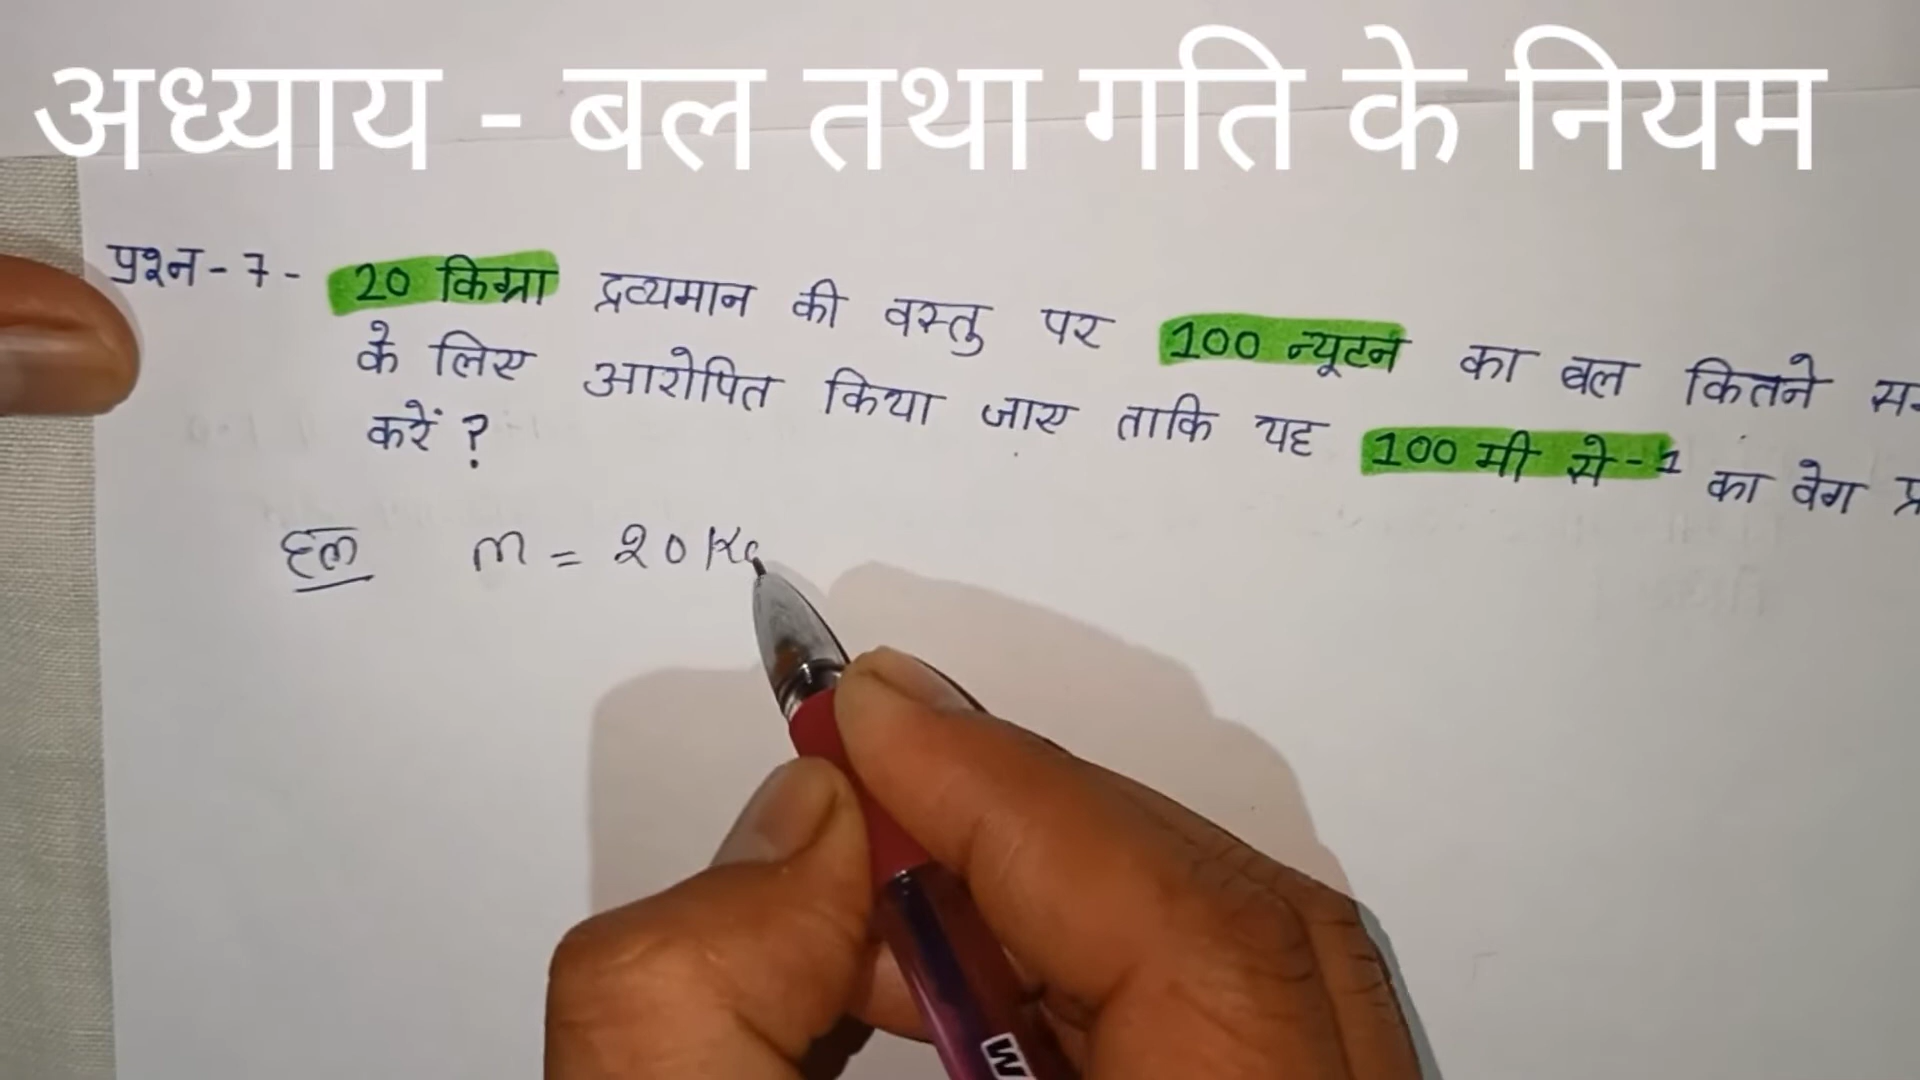 अध्याय - बल तथा गति के नियम
प्रश्न - 7 - 20 किग्रा द्रव्यमान की वस्तु पर 100 न्यूटन का बल कितने
के लिए आरोपित किया जाए ताकि यह 100 मी से-1 का वेग
करें ?
हल m = 20 Kg
W